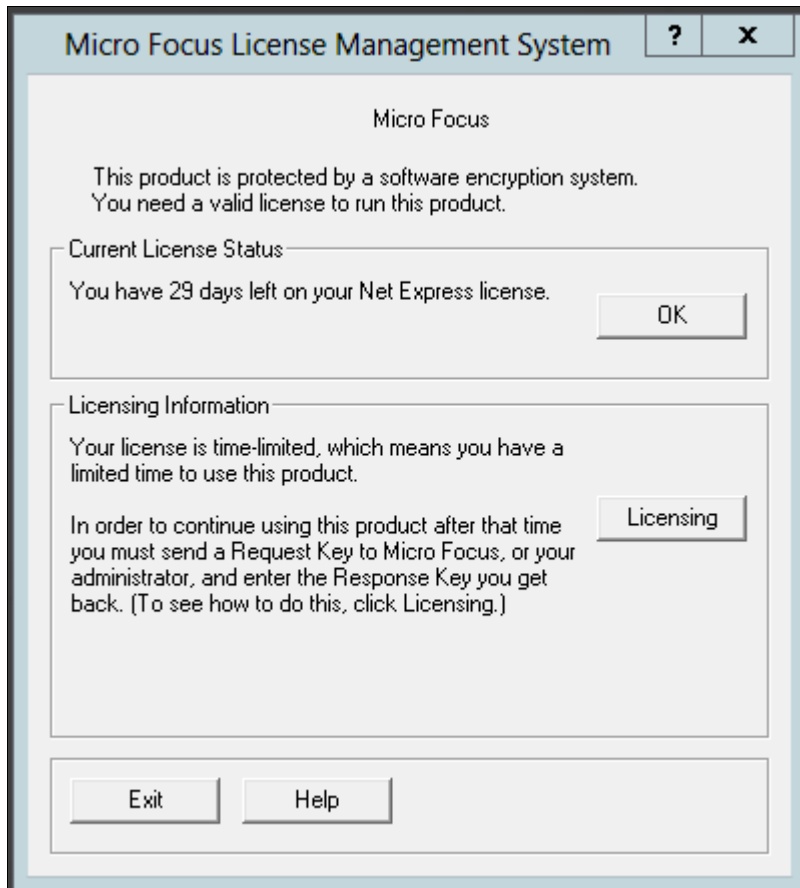 Micro Focus License Management System
?
x
Micro Focus
This product is protected by a software encryption system.
You need a valid license to run this product.
Current License Status
You have 29 days left on your Net Express license.
OK
Licensing Information
Your license is time-limited, which means you have a
limited time to use this product.
Licensing
In order to continue using this product after that time
you must send a Request Key to Micro Focus, or your
administrator, and enter the Response Key you get
back. (To see how to do this, click Licensing.)
Exit
Help